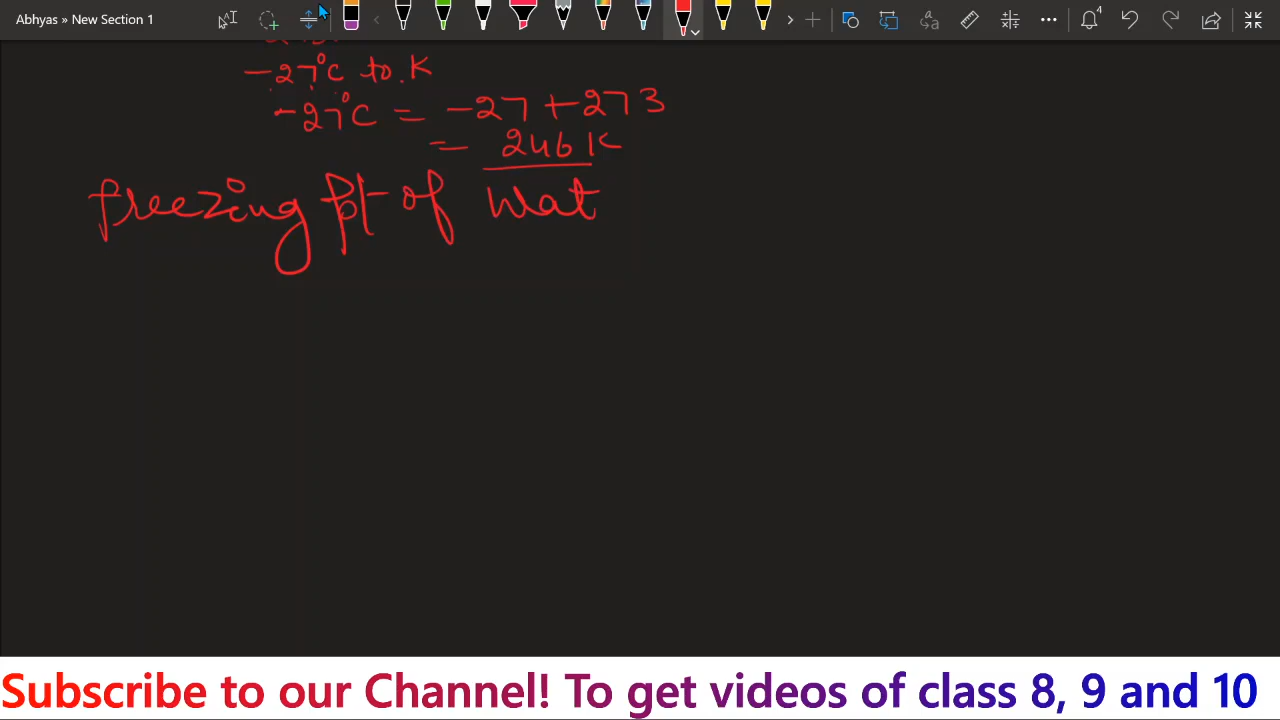 Abhyas » New Section 1
-27°C to K
-27°C = -27 + 273
= 246 K
freezing pt of Wat
Subscribe to our Channel! To get videos of class 8, 9 and 10